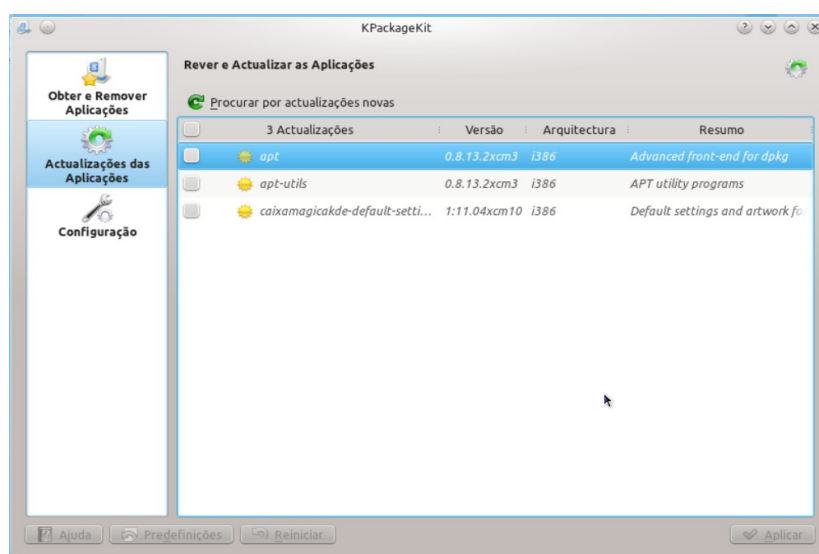 KPackageKit
Obter e Remover
Aplicações
Actualizações das
Aplicações
Configuração
Rever e Actualizar as Aplicações
Procurar por actualizações novas
3 Actualizações Versão Arquitectura Resumo
apt 0.8.13.2xcm3 i386 Advanced front-end for dpkg
apt-utils 0.8.13.2xcm3 i386 APT utility programs
caixamagicakde-default-setti... 1:11.04xcm10 i386 Default settings and artwork fo
Ajuda Predefinições Reiniciar Aplicar